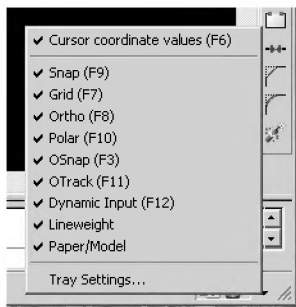 Cursor coordinate values (F6)
Snap (F9)
Grid (F7)
Ortho (F8)
Polar (F10)
OSnap (F3)
OTrack (F11)
Dynamic Input (F12)
Lineweight
Paper/Model
Tray Settings...